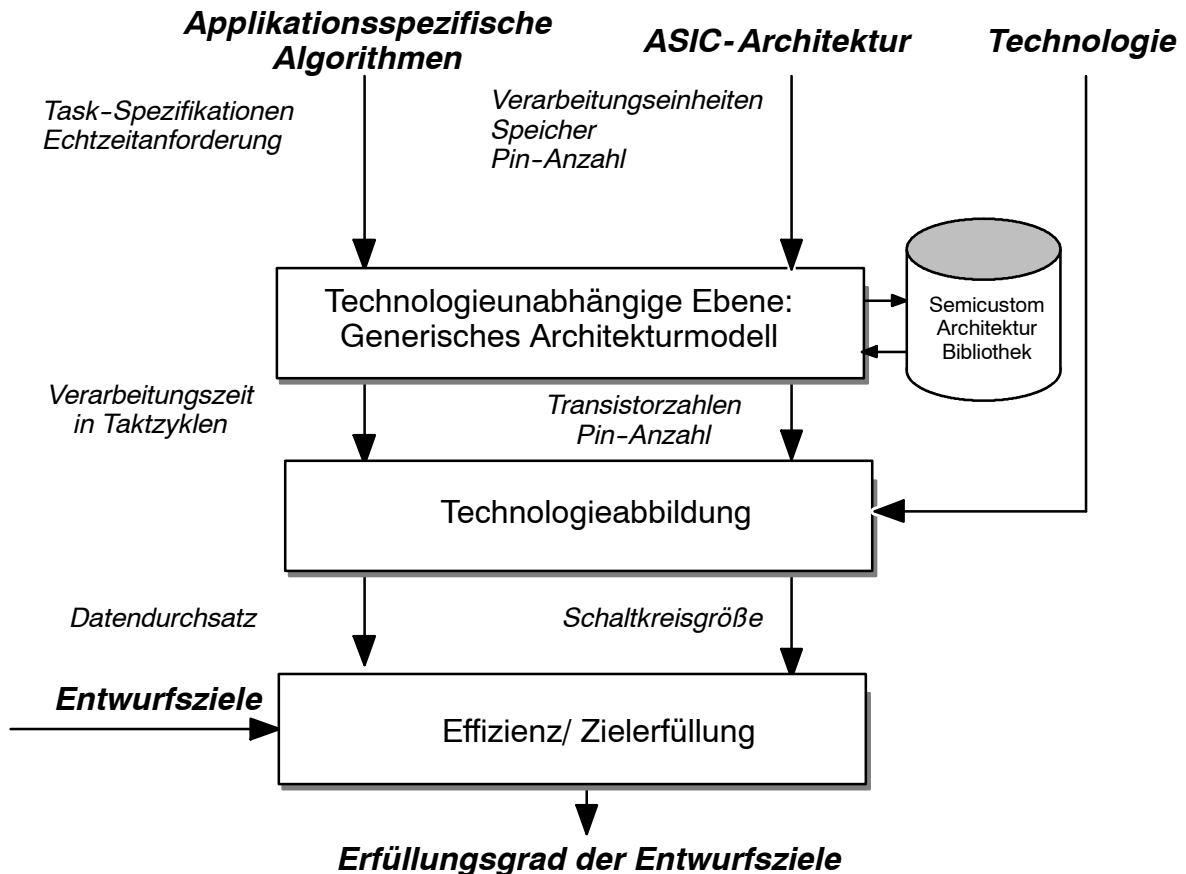 Applikationsspezifische
Algorithmen
ASIC-Architektur
Technologie
Task-Spezifikationen
Echtzeitanforderung
Verarbeitungseinheiten
Speicher
Pin-Anzahl
Technologieunabhängige Ebene:
Generisches Architekturmodell
Semicustom
Architektur
Bibliothek
Verarbeitungszeit
in Taktzyklen
Transistorzahlen
Pin-Anzahl
Technologieabbildung
Datendurchsatz
Schaltkreisgröße
Entwurfsziele
Effizienz/ Zielerfüllung
Erfüllungsgrad der Entwurfsziele